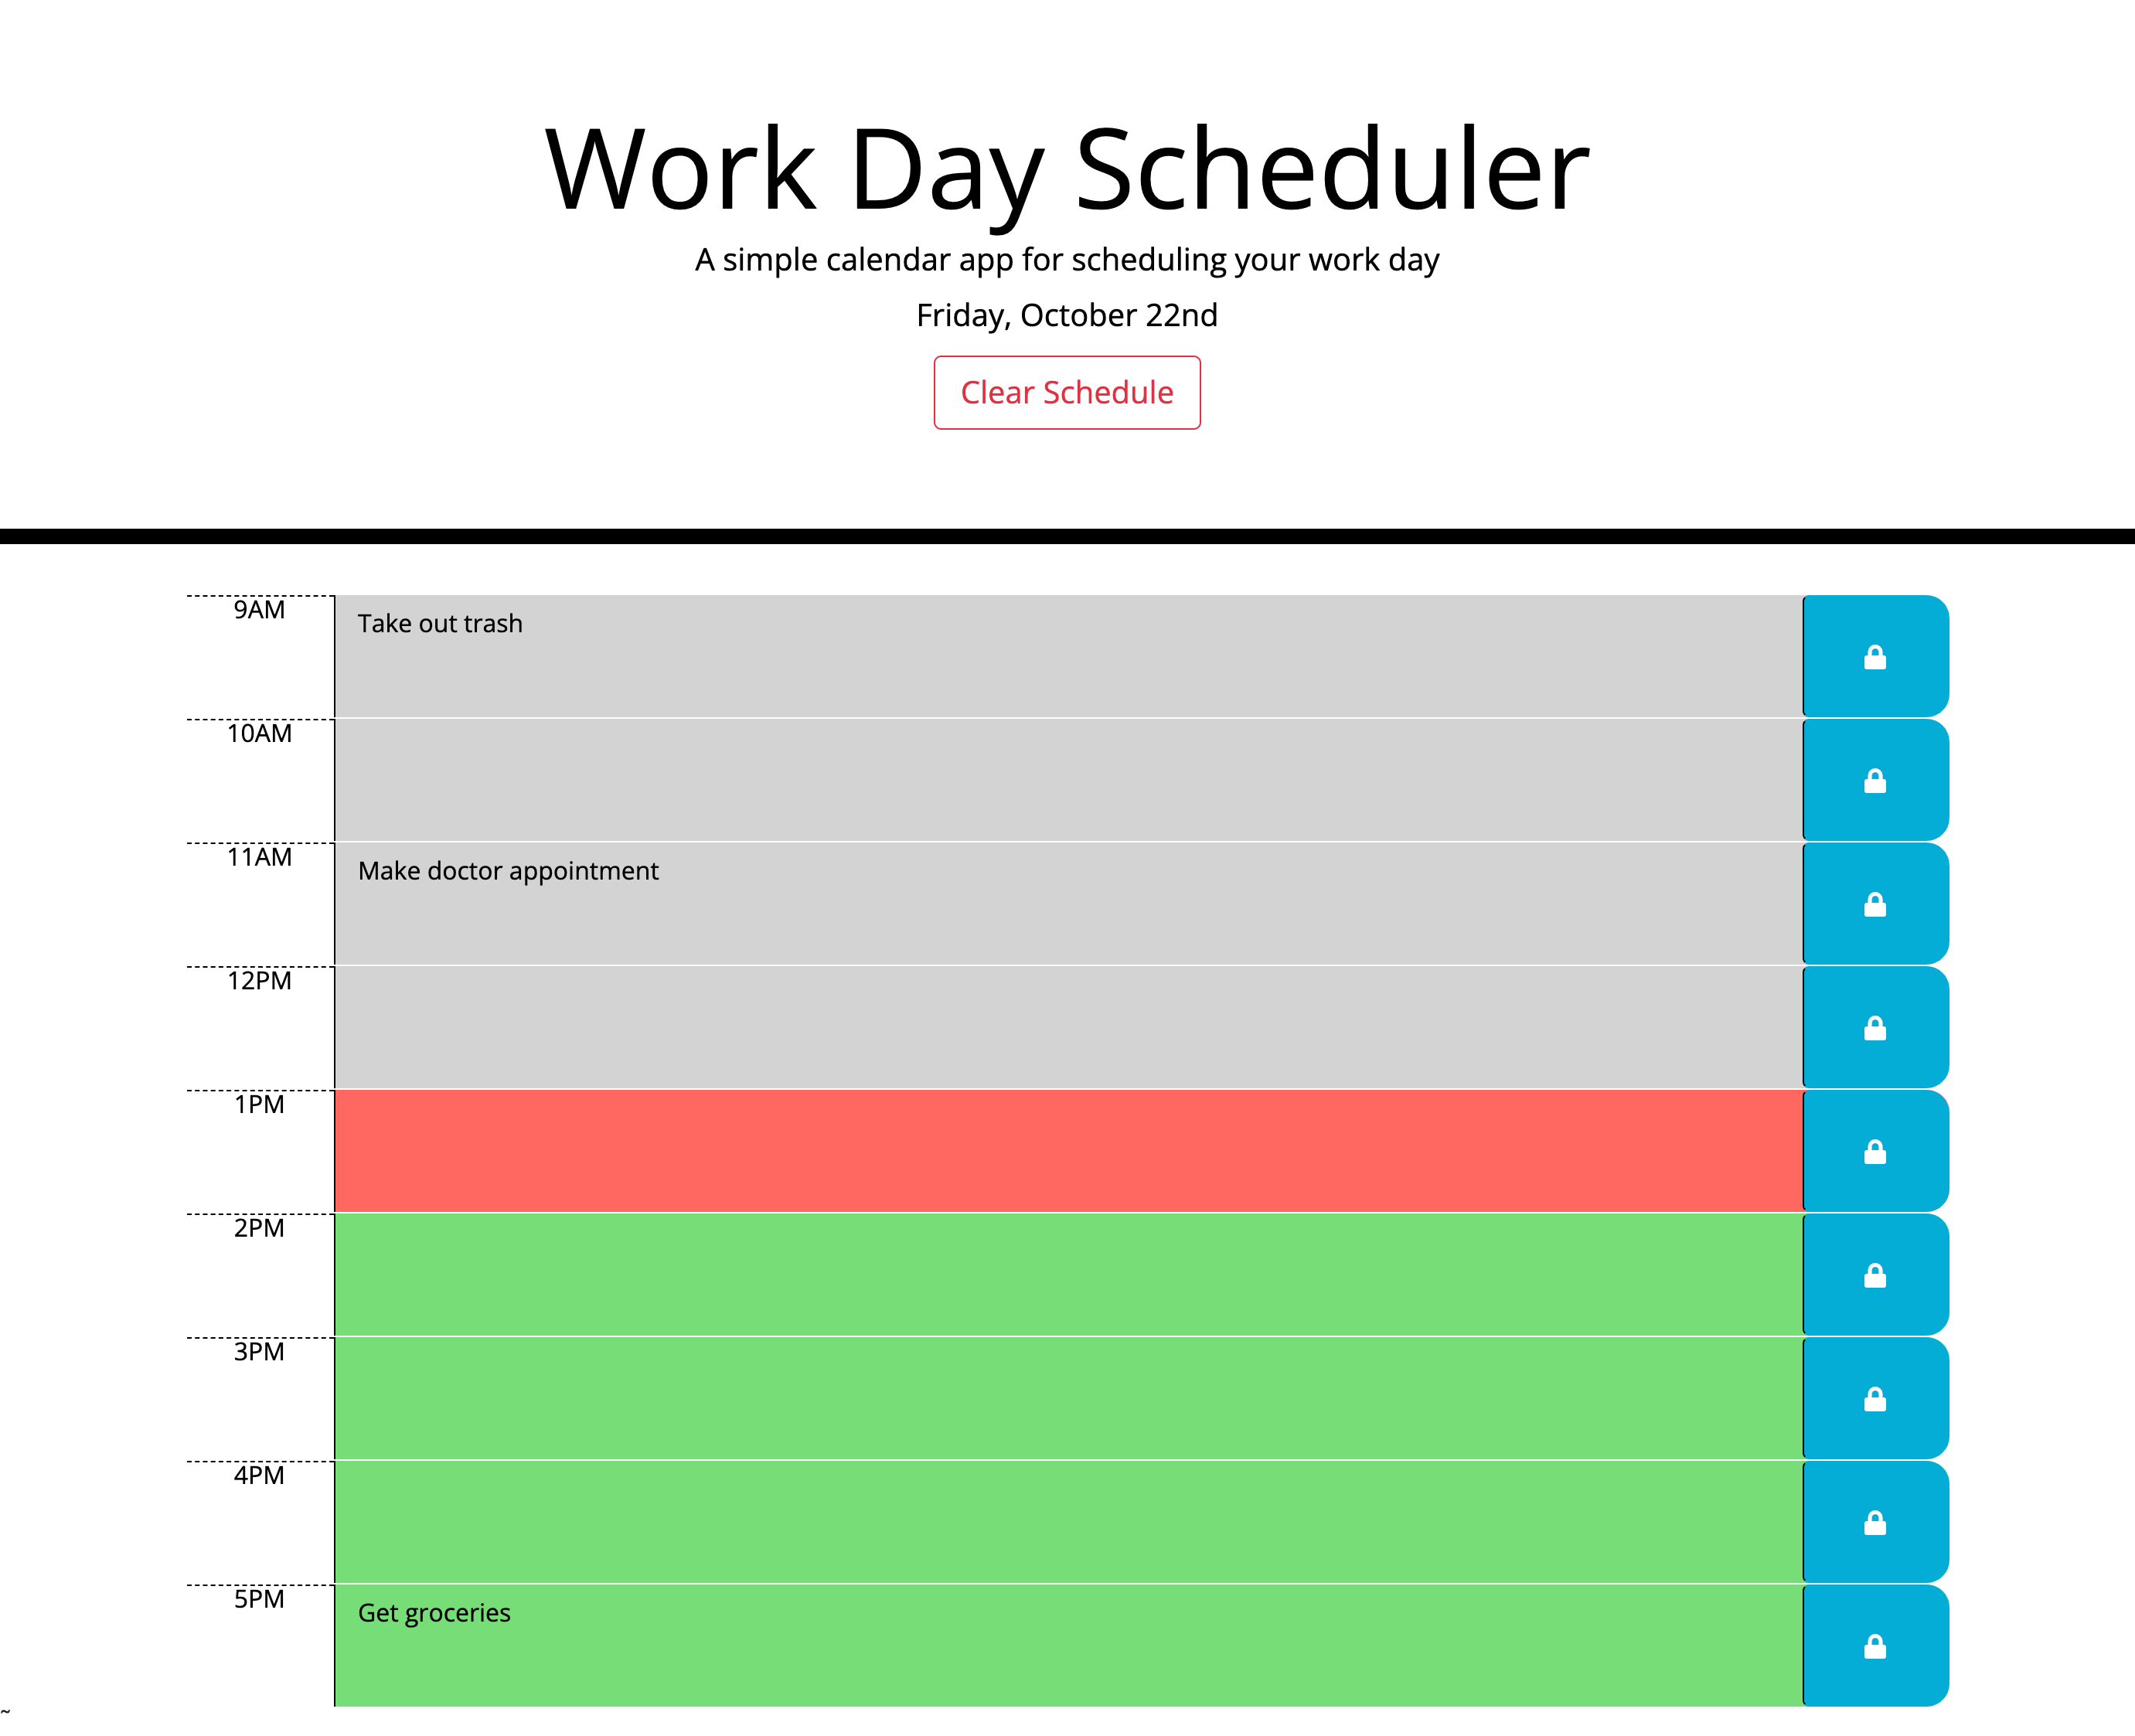 Work Day Scheduler
A simple calendar app for scheduling your work day
Friday, October 22nd
Clear Schedule
9AM
Take out trash
10AM
11AM
Make doctor appointment
12PM
1PM
2PM
3PM
4PM
5PM
Get groceries
~